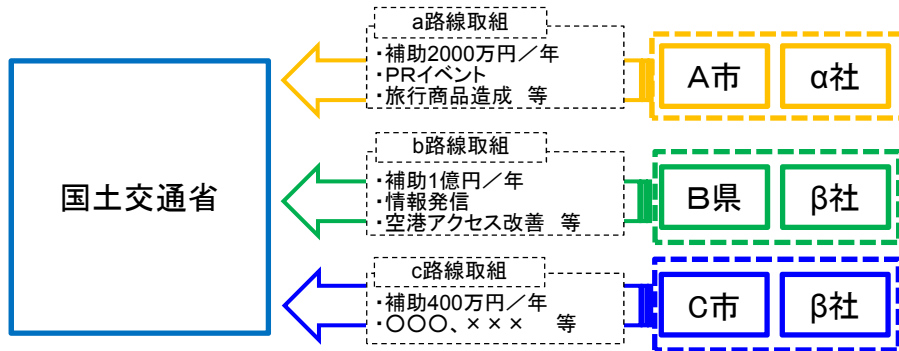 国土交通省
a路線取組
・補助2000万円／年
・PRイベント
・旅行商品造成　等
A市
α社
b路線取組
・補助1億円／年
・情報発信
・空港アクセス改善　等
B県
β社
c路線取組
・補助400万円／年
・〇〇〇、×××　等
C市
β社